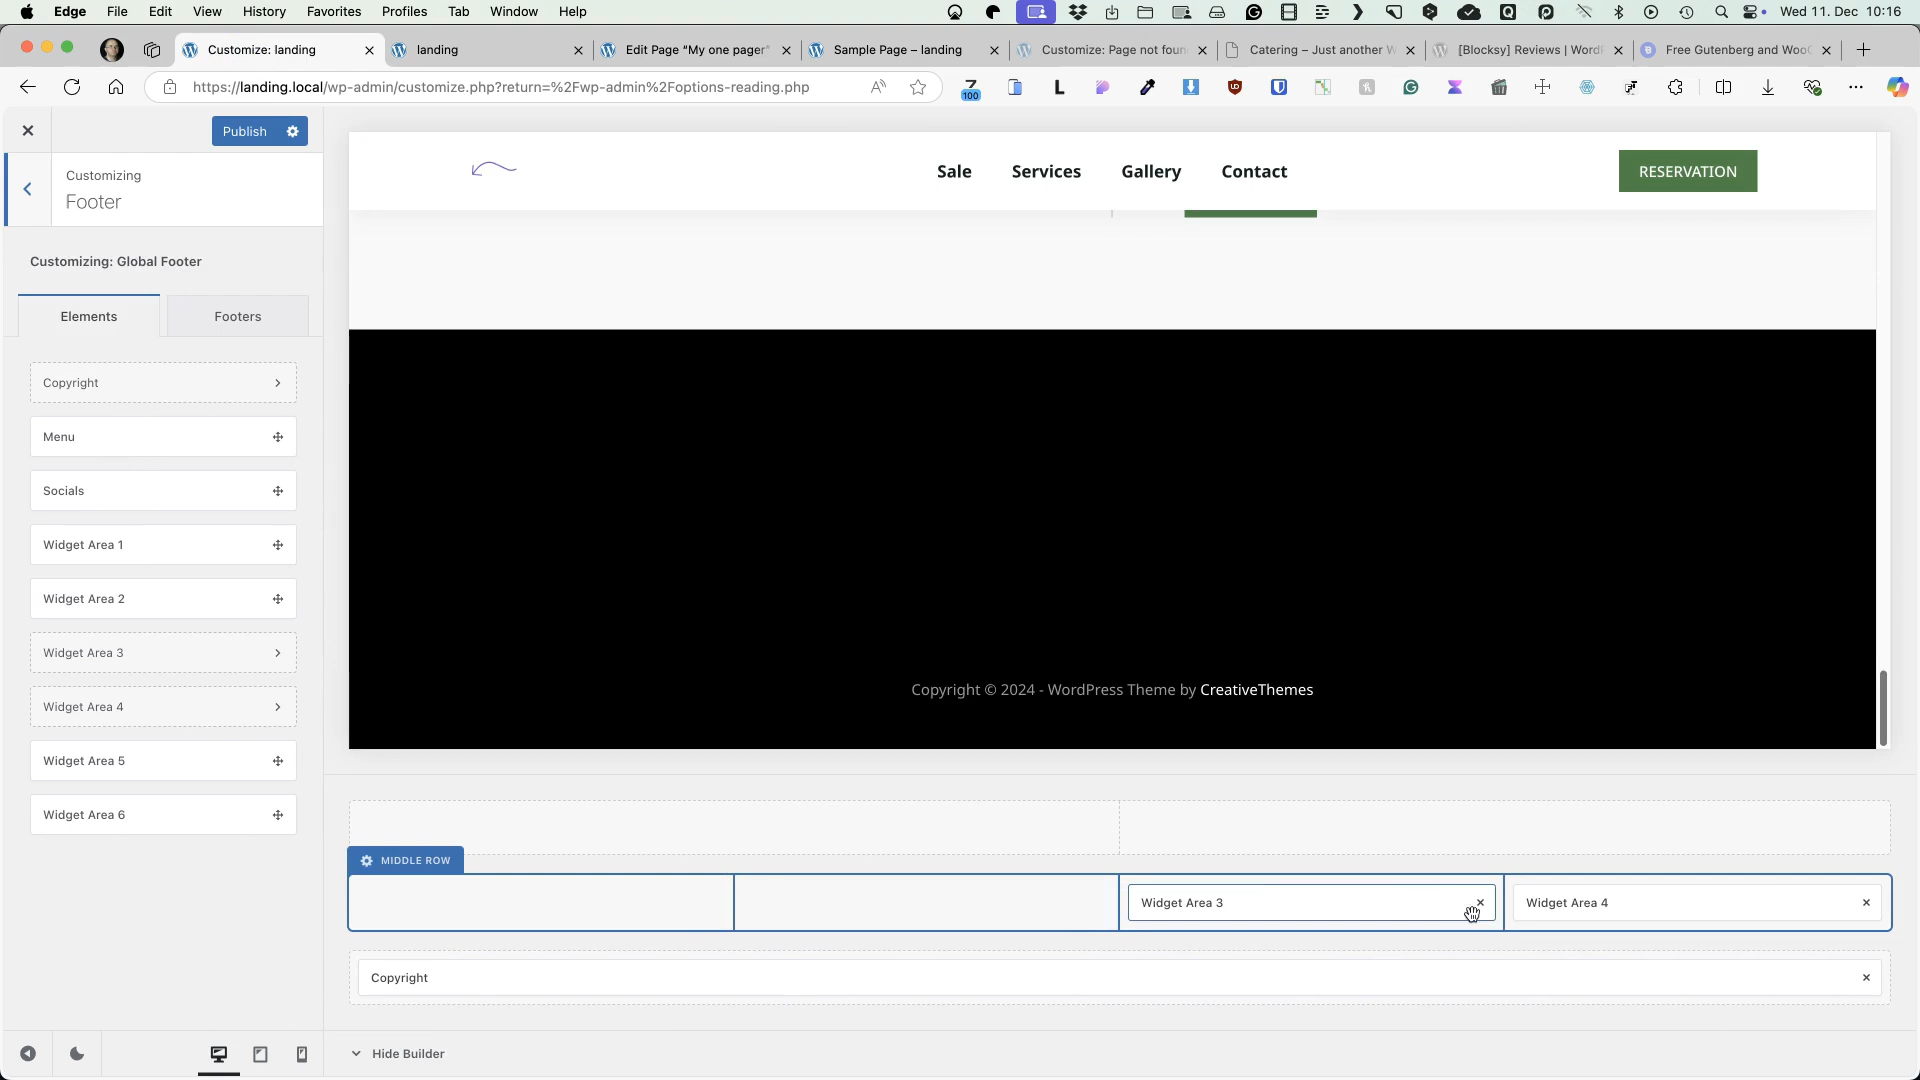 Edge File Edit View History Favorites Profiles Tab Window Help Wed 11. Dec 10:16
Customize: landing landing Edit Page “My one pager” Sample Page – landing Customize: Page not foun Catering – Just another W [Blocksy] Reviews | WordP Free Gutenberg and WooC
https://landing.local/wp-admin/customize.php?return=%2Fwp-admin%2Foptions-reading.php
100
Publish
Customizing
Footer
Customizing: Global Footer
Elements Footers
Copyright
Menu
Socials
Widget Area 1
Widget Area 2
Widget Area 3
Widget Area 4
Widget Area 5
Widget Area 6
Sale Services Gallery Contact RESERVATION
Copyright © 2024 - WordPress Theme by CreativeThemes
MIDDLE ROW
Widget Area 3 Widget Area 4
Copyright
Hide Builder